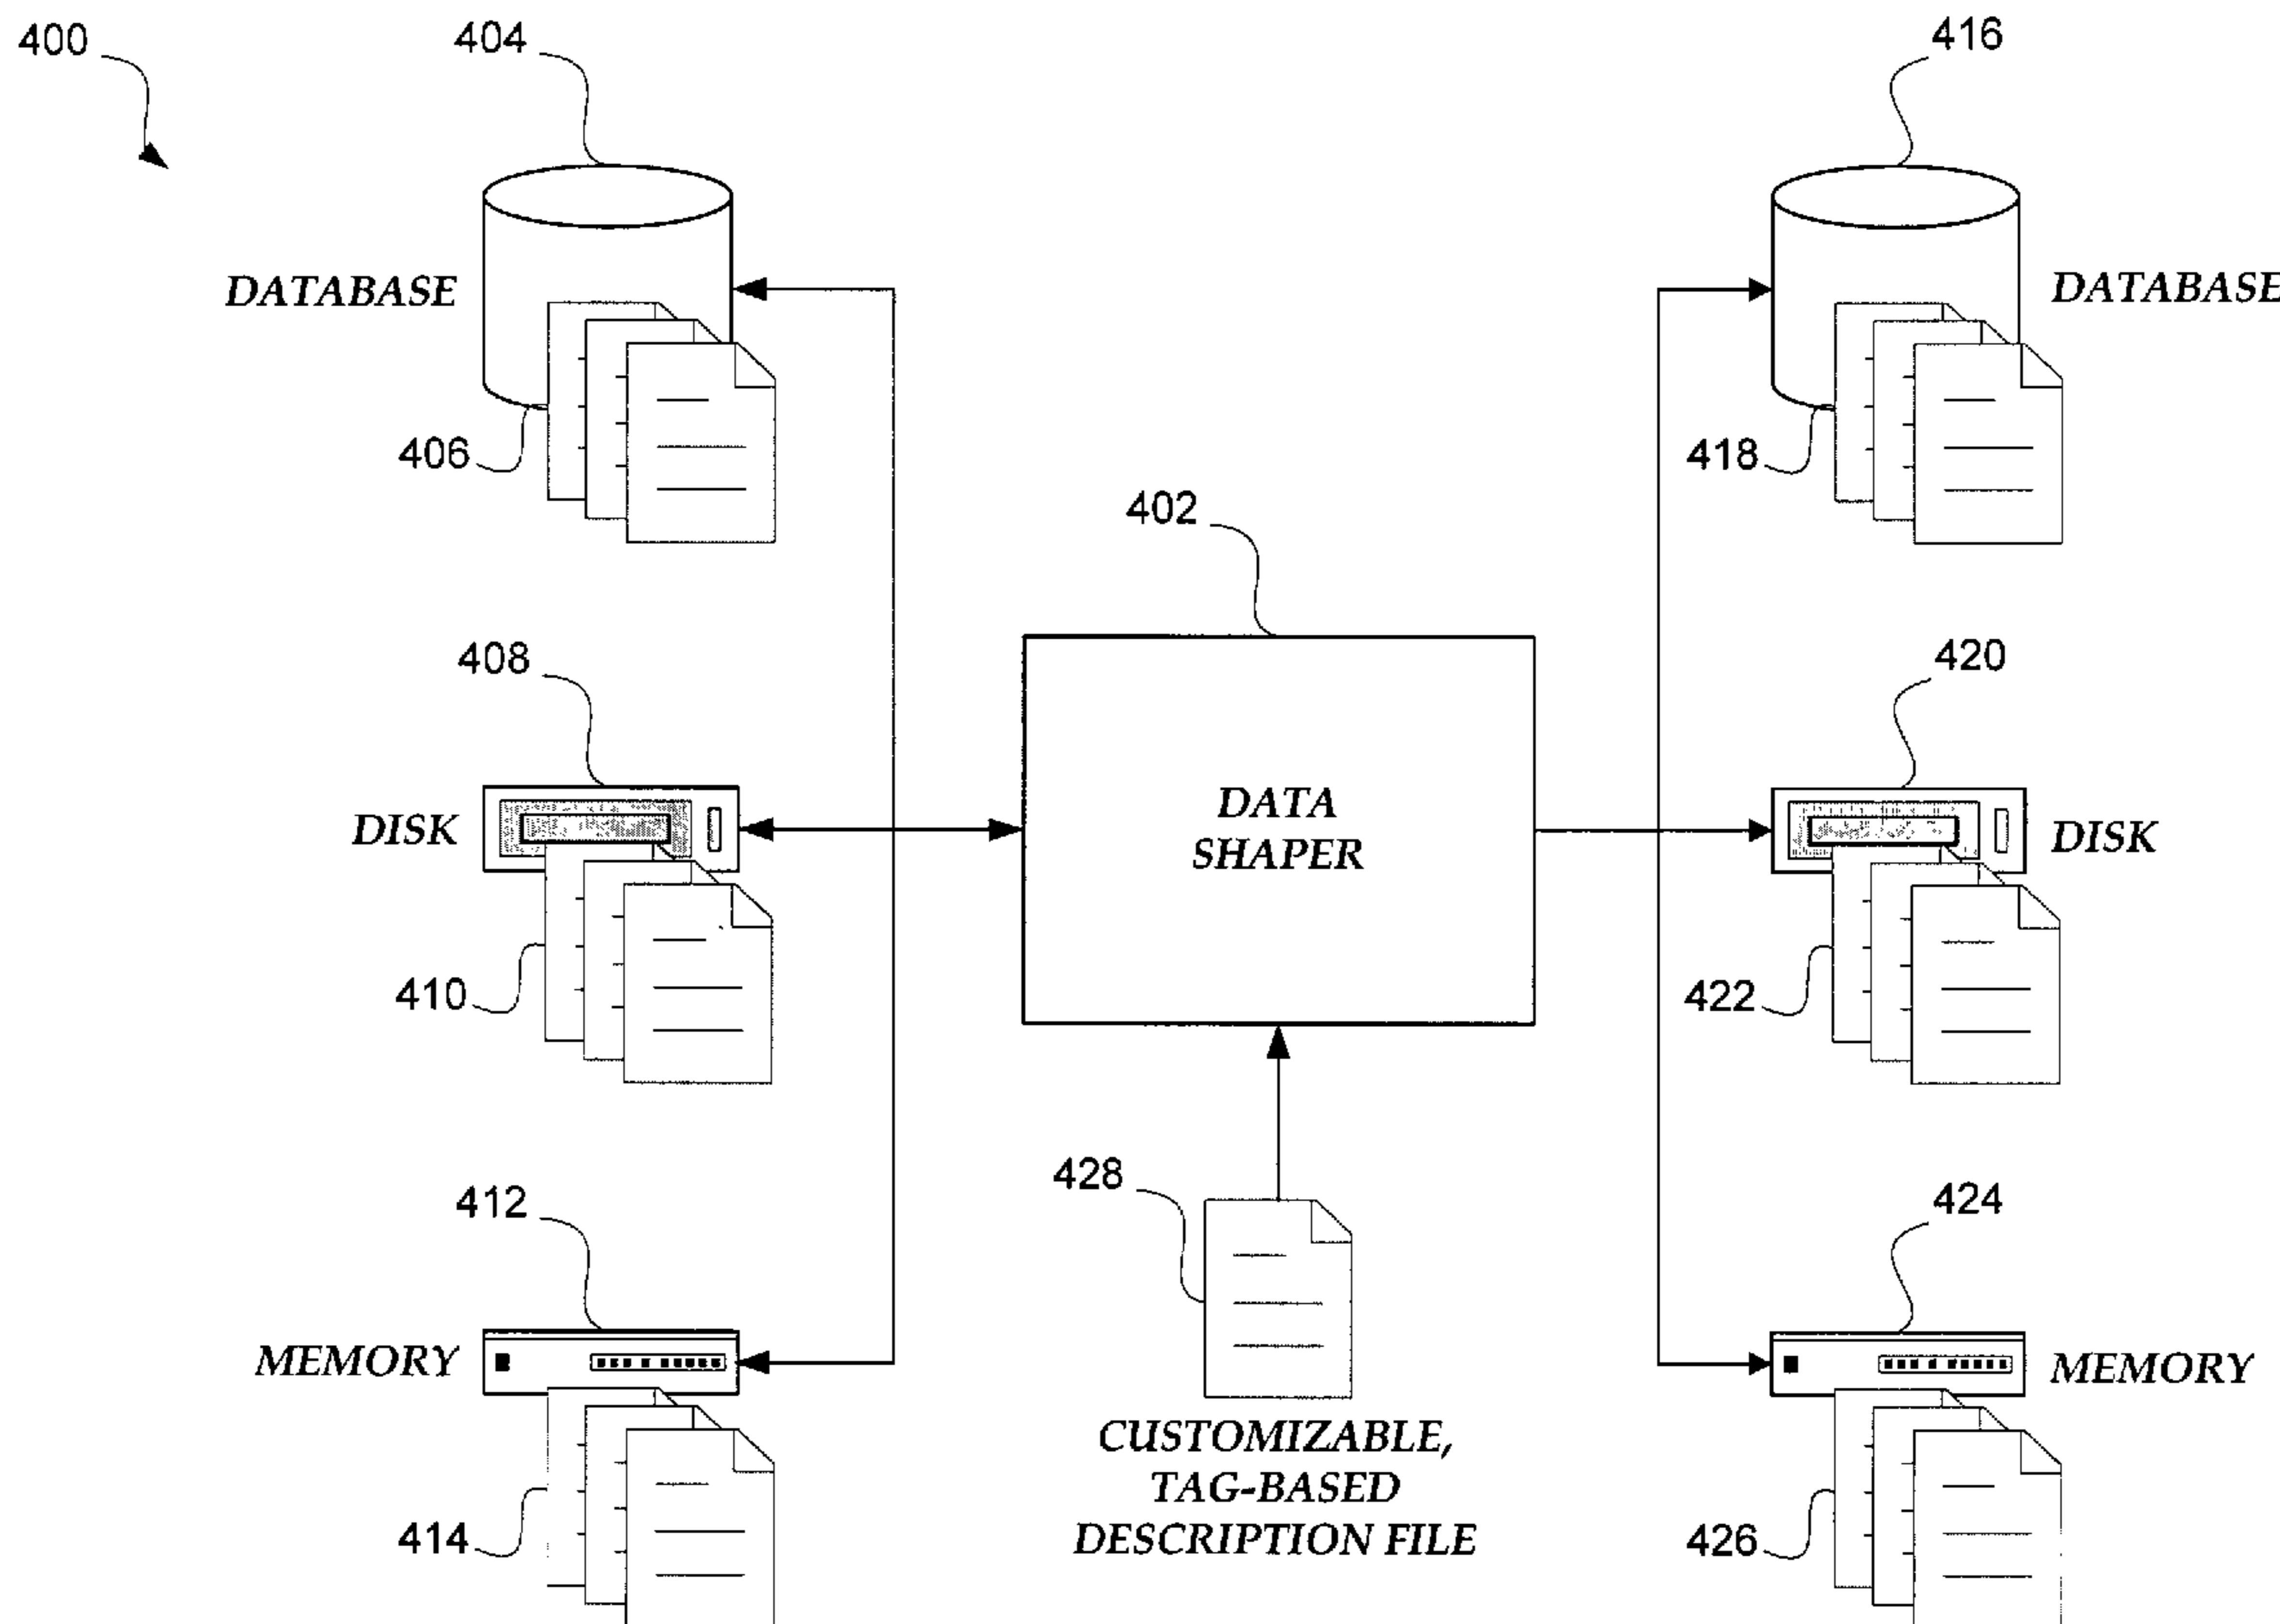 400
404
416
DATABASE
DATABASE
406
418
402
408
420
DISK
DATA
SHAPER
DISK
410
422
428
412
424
MEMORY
MEMORY
CUSTOMIZABLE,
TAG-BASED
DESCRIPTION FILE
414
426